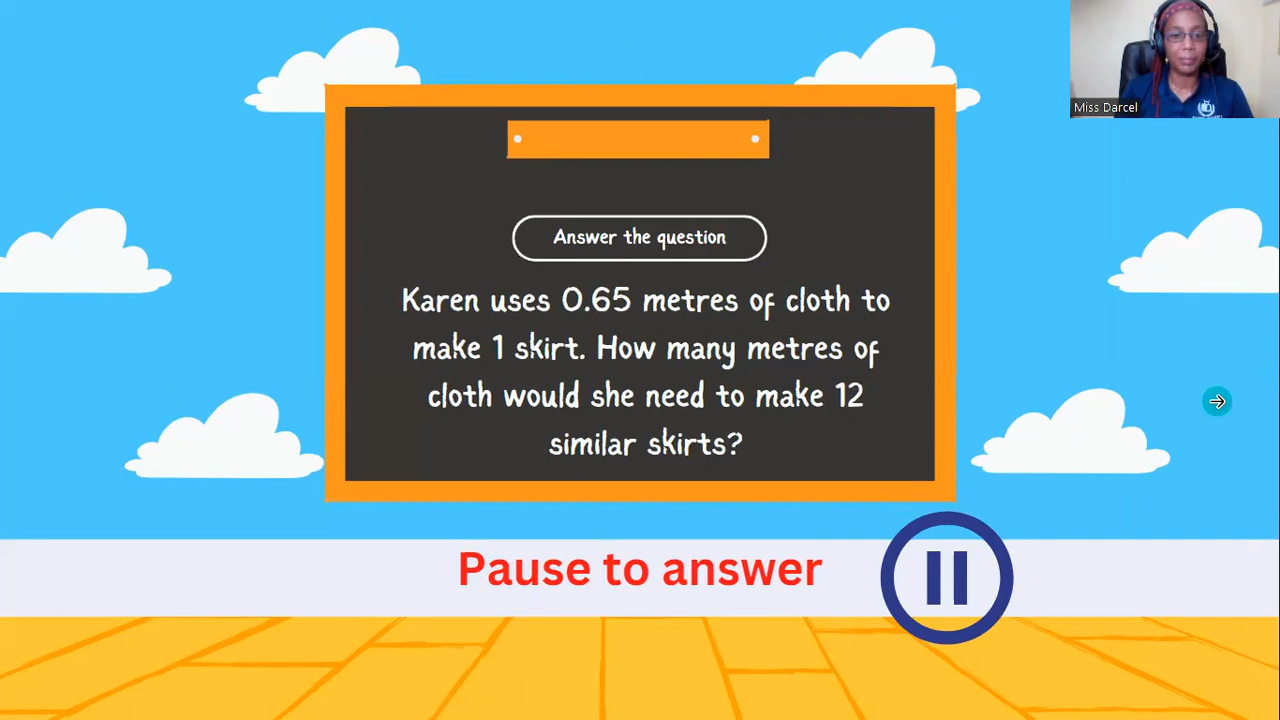 Miss Darcel
Answer the question
Karen uses 0.65 metres of cloth to
make 1 skirt. How many metres of
cloth would she need to make 12
similar skirts?
Pause to answer